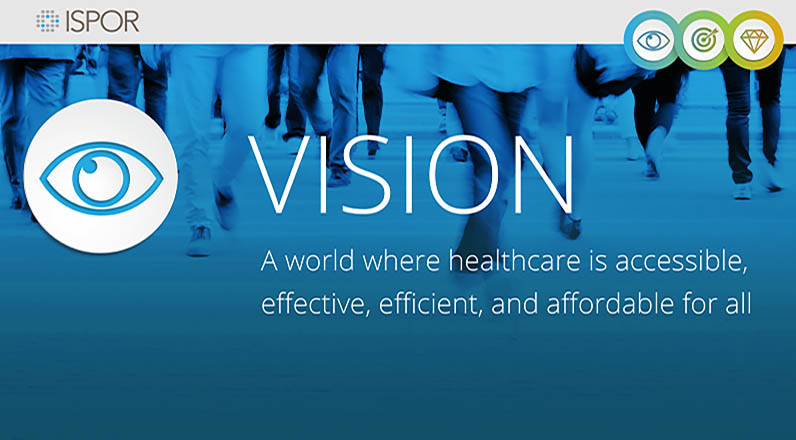 ISPOR
VISION
A world where healthcare is accessible,
effective, efficient, and affordable for all